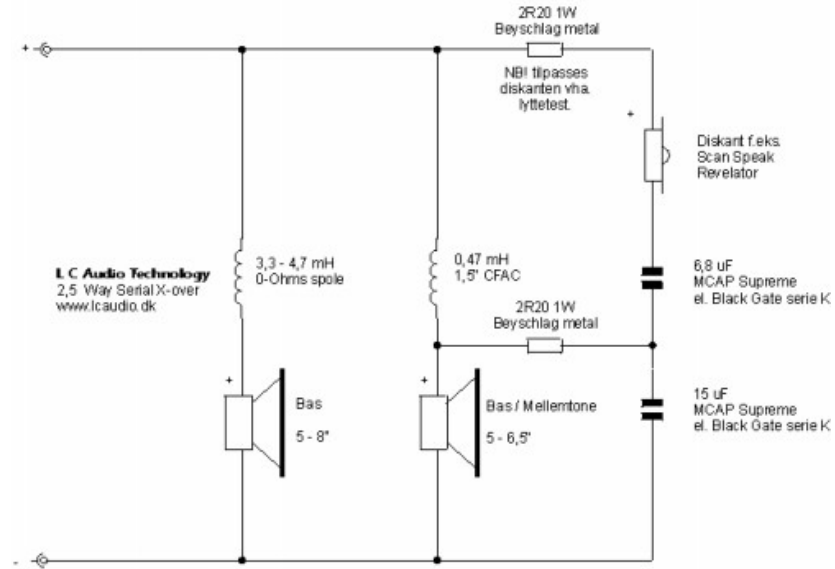 2R20 1W
Beyschlag metal
+
NB! tilpasses
diskanten vha.
lyttetest.
+
Diskant f.eks.
Scan Speak
Revelator
L C Audio Technology
2,5 Way Serial X-over
www.lcaudio.dk
3,3 - 4,7 mH
0-Ohms spole
0,47 mH
1,5" CFAC
6,8 uF
MCAP Supreme
el. Black Gate serie K
2R20 1W
Beyschlag metal
+
Bas
5 - 8"
+
Bas / Mellemtone
5 - 6,5"
15 uF
MCAP Supreme
el. Black Gate serie K
-